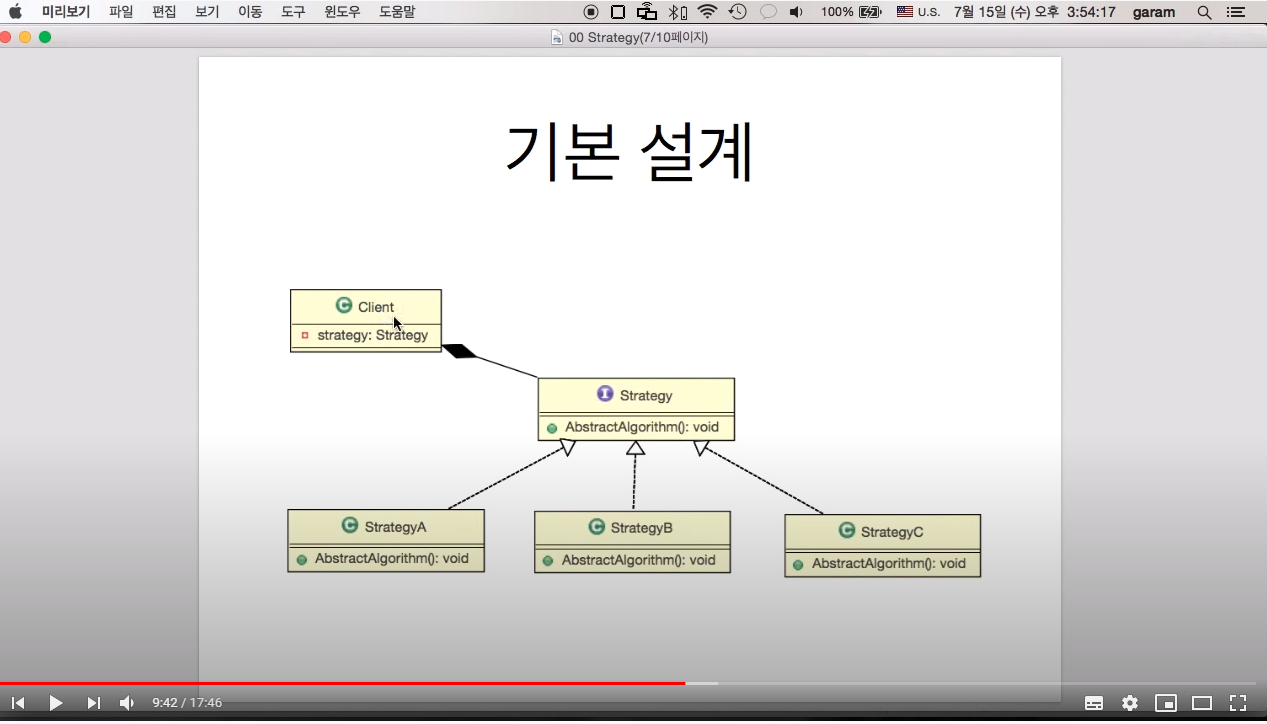 미리보기 파일 편집 보기 이동 도구 윈도우 도움말 100% U.S. 7월 15일 (수) 오후 3:54:17 garam
00 Strategy(7/10페이지)
기본 설계
C Client
strategy: Strategy
I Strategy
AbstractAlgorithm(): void
C StrategyA
AbstractAlgorithm(): void
C StrategyB
AbstractAlgorithm(): void
C StrategyC
AbstractAlgorithm(): void
9:42 / 17:46